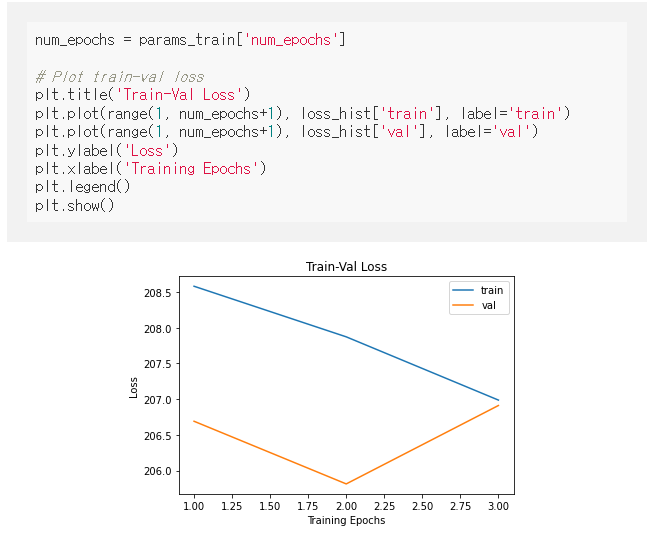 num_epochs = params_train['num_epochs']
# Plot train-val loss
plt.title('Train-Val Loss')
plt.plot(range(1, num_epochs+1), loss_hist['train'], label='train')
plt.plot(range(1, num_epochs+1), loss_hist['val'], label='val')
plt.ylabel('Loss')
plt.xlabel('Training Epochs')
plt.legend()
plt.show()
Train-Val Loss
train
val
208.5
208.0
207.5
207.0
206.5
206.0
Loss
1.00 1.25 1.50 1.75 2.00 2.25 2.50 2.75 3.00
Training Epochs